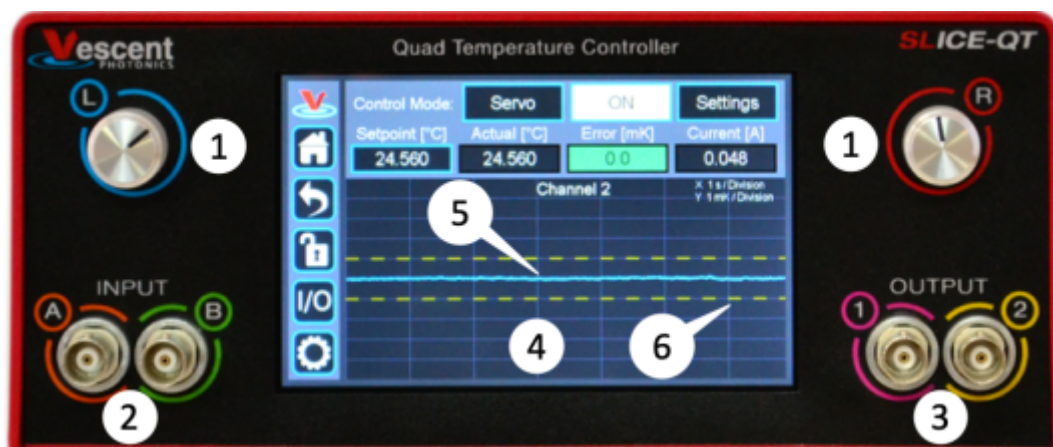 Vescent
PHOTONICS
Quad Temperature Controller
SLICE-QT
L
R
1
1
V
Control Mode: Servo ON Settings
Setpoint [°C] Actual [°C] Error [mK] Current [A]
24.560 24.560 0.0 0.048
Channel 2
X 1 s / Division
Y 1 mK / Division
5
INPUT
OUTPUT
A B
I/O
1 2
4
6
2
3